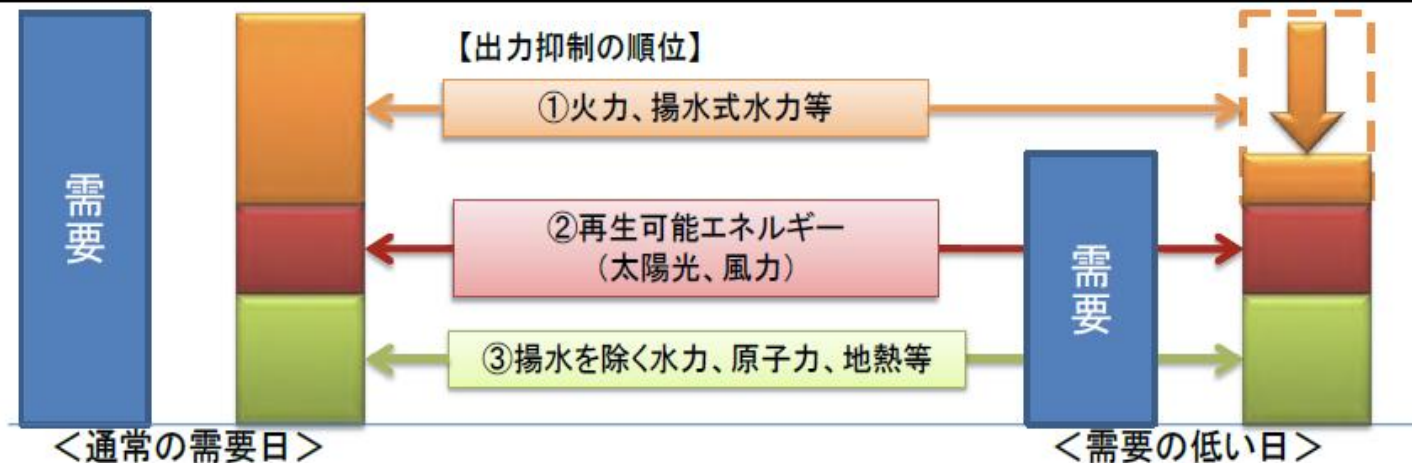 【出力抑制の順位】
①火力、揚水式水力等
②再生可能エネルギー
（太陽光、風力）
③揚水を除く水力、原子力、地熱等
需要
需要
＜通常の需要日＞
＜需要の低い日＞